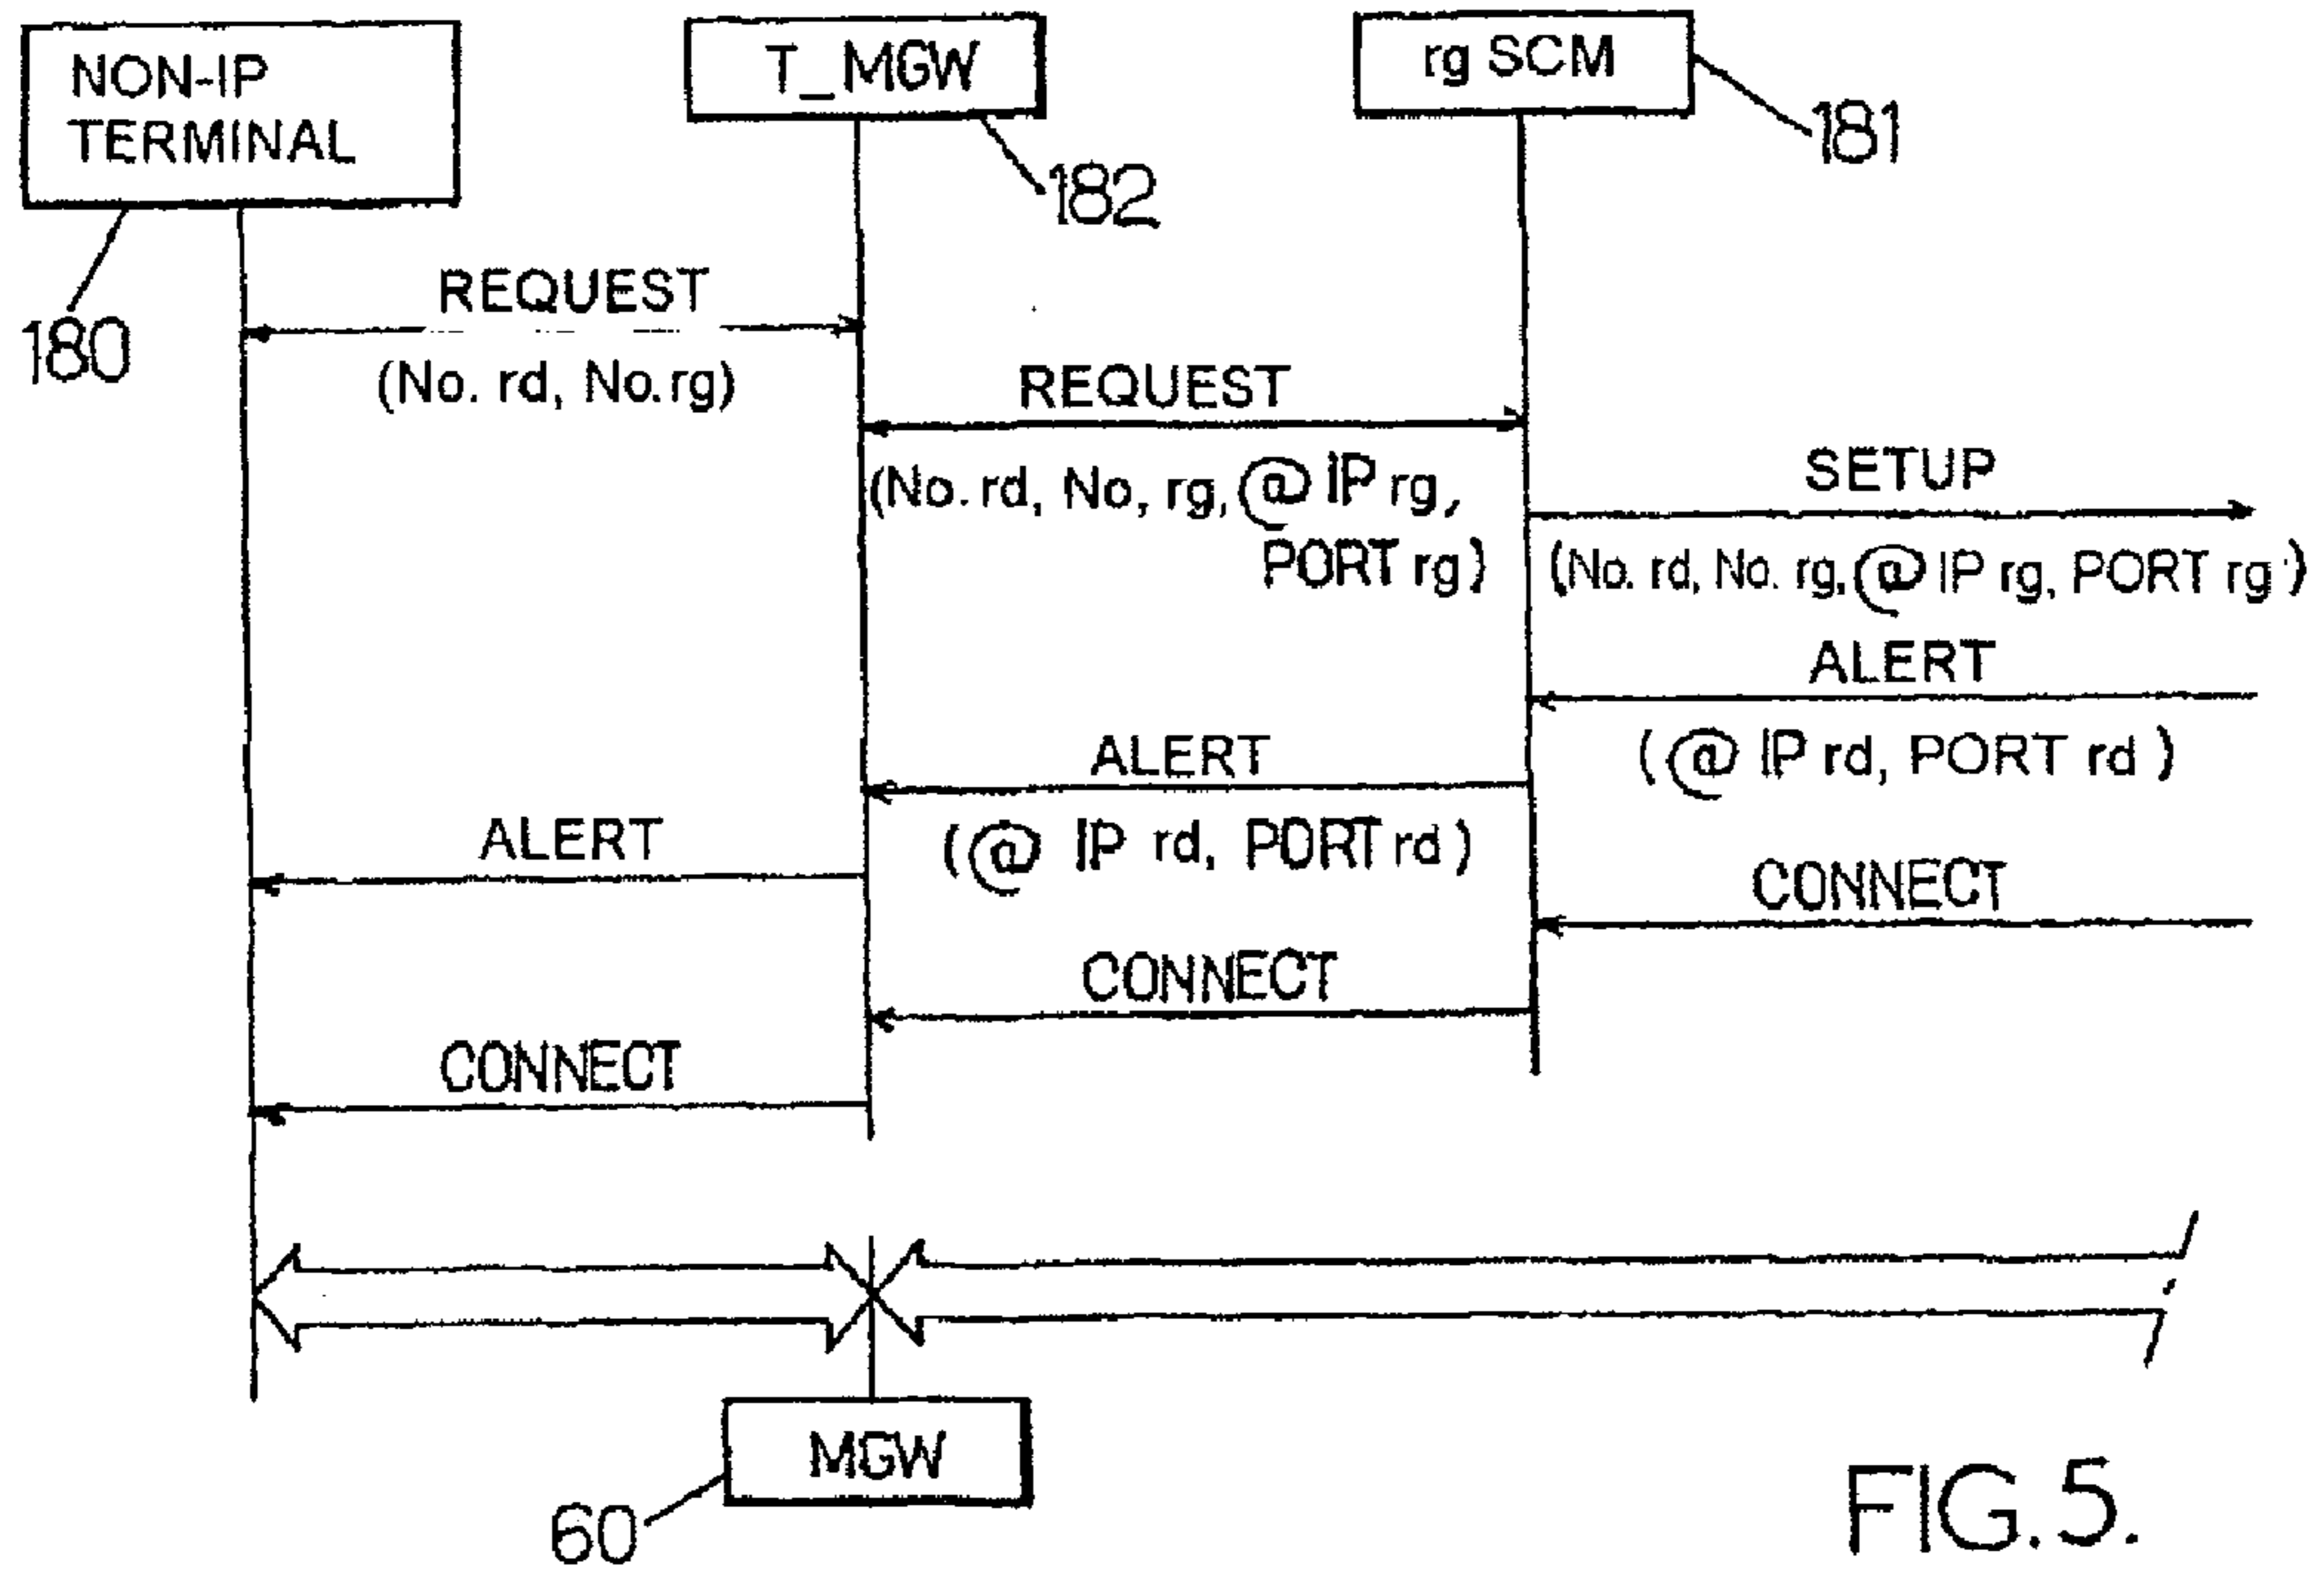 NON-IP
TERMINAL
T_MGW
rg SCM
181
182
180
REQUEST
(No. rd, No.rg)
REQUEST
(No. rd, No, rg, @ IP rg,
PORT rg)
SETUP
(No. rd, No. rg, @ IP rg, PORT rg)
ALERT
(@ IP rd, PORT rd)
ALERT
(@ IP rd, PORT rd)
ALERT
CONNECT
CONNECT
CONNECT
MGW
60
FIG. 5.